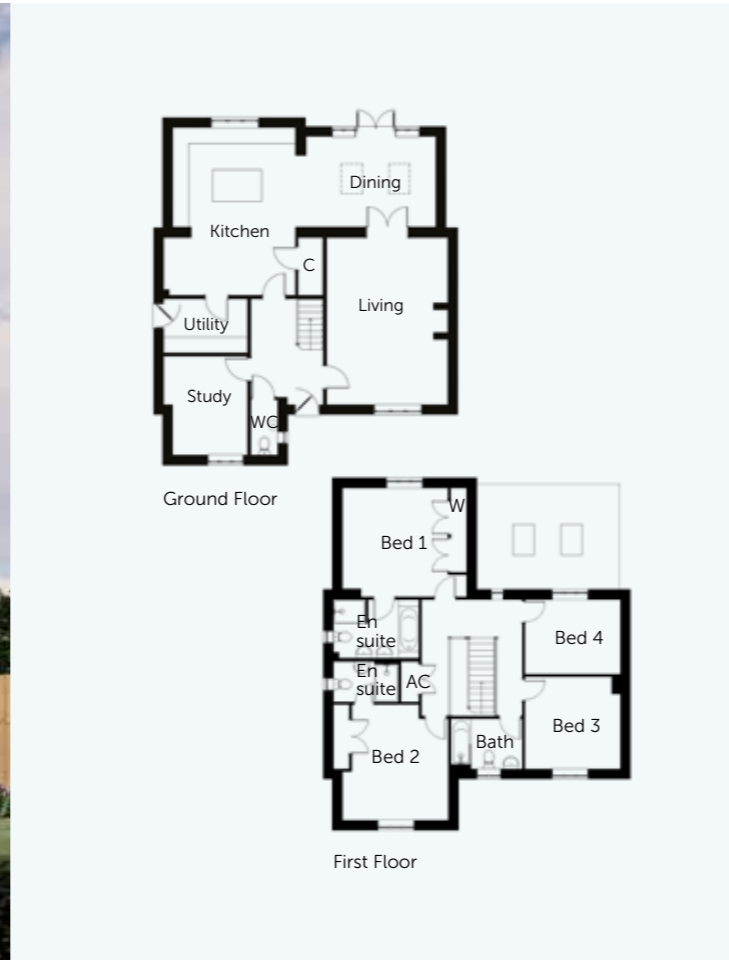 Dining
Kitchen
C
Living
Utility
Study
WC
Ground Floor
W
Bed 1
En
suite
Bed 4
En
suite
AC
Bed 3
Bath
Bed 2
First Floor